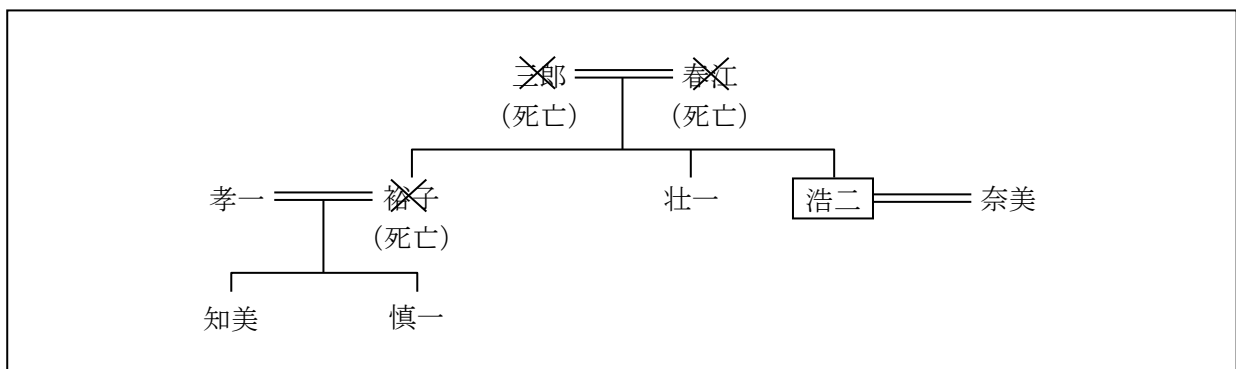 三郎 春江
(死亡) (死亡)
孝一 裕子 壮一 浩二 奈美
(死亡)
知美 慎一